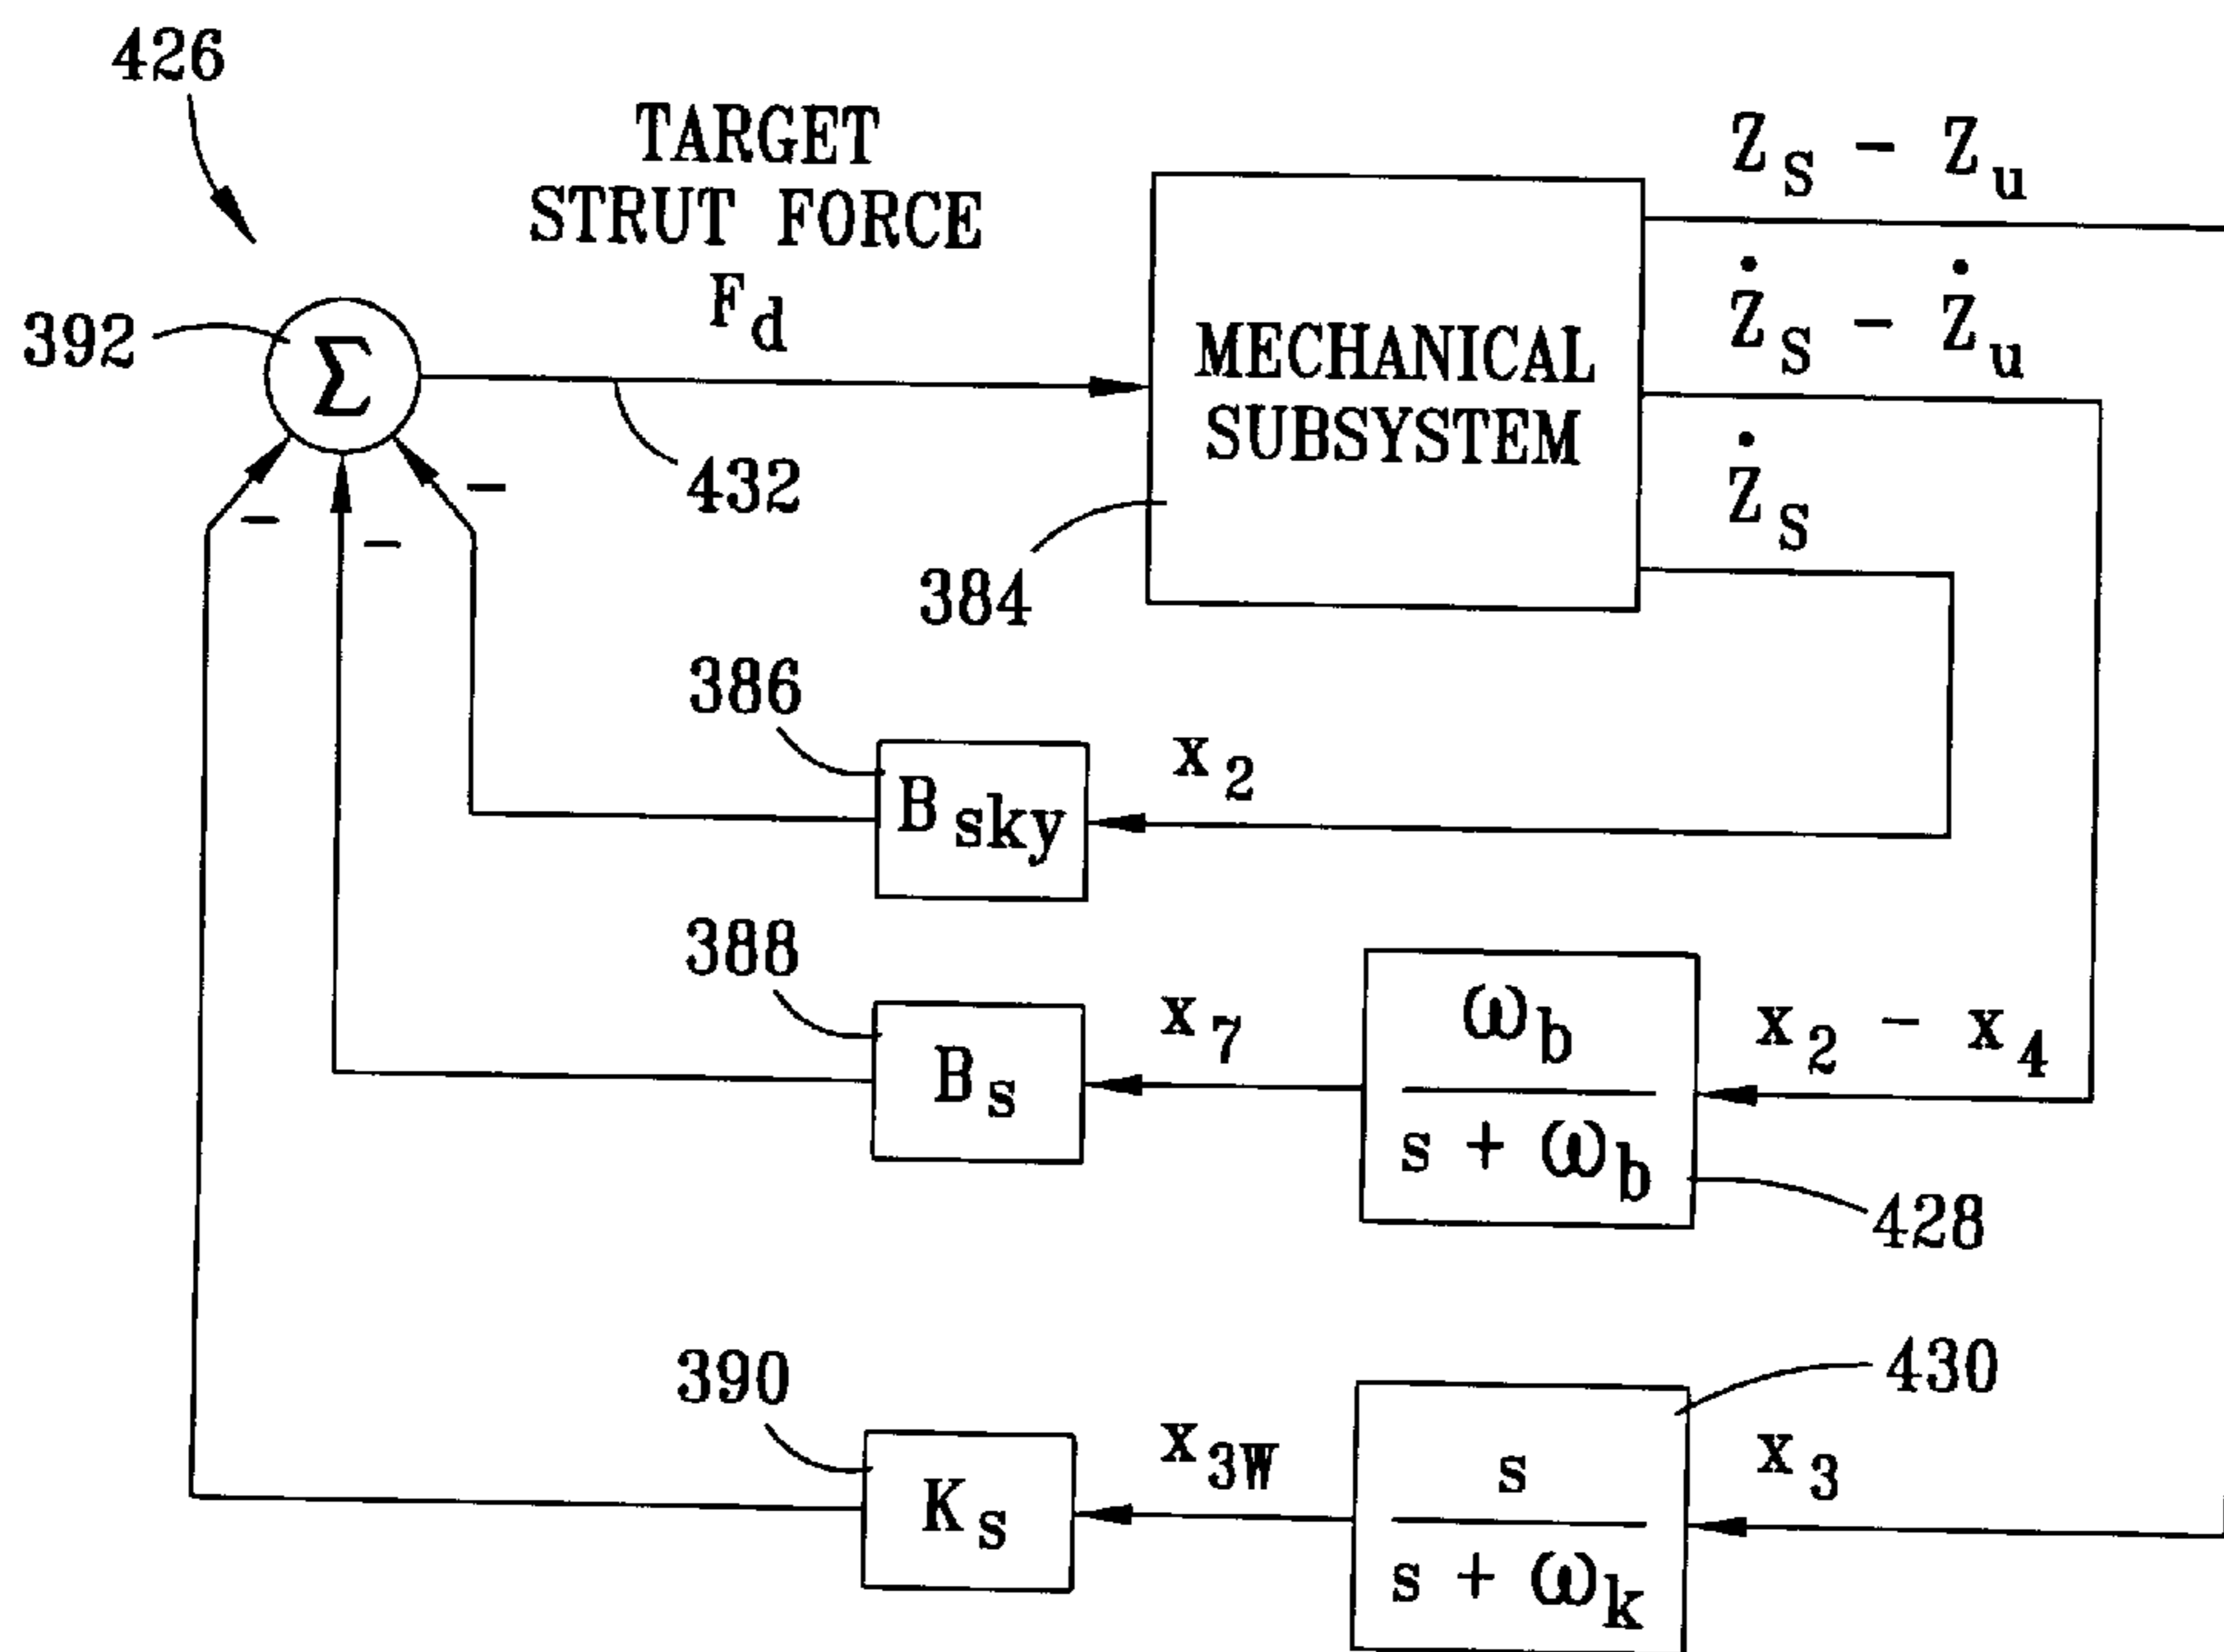 426
TARGET
STRUT FORCE
F_d
392
Σ
432
MECHANICAL
SUBSYSTEM
384
Z_S - Z_u
Ż_S - Ż_u
Ż_S
386
B_sky
x_2
388
B_s
x_7
ω_b
s + ω_b
x_2 - x_4
428
390
K_s
x_3W
s
s + ω_k
x_3
430
-
-
-